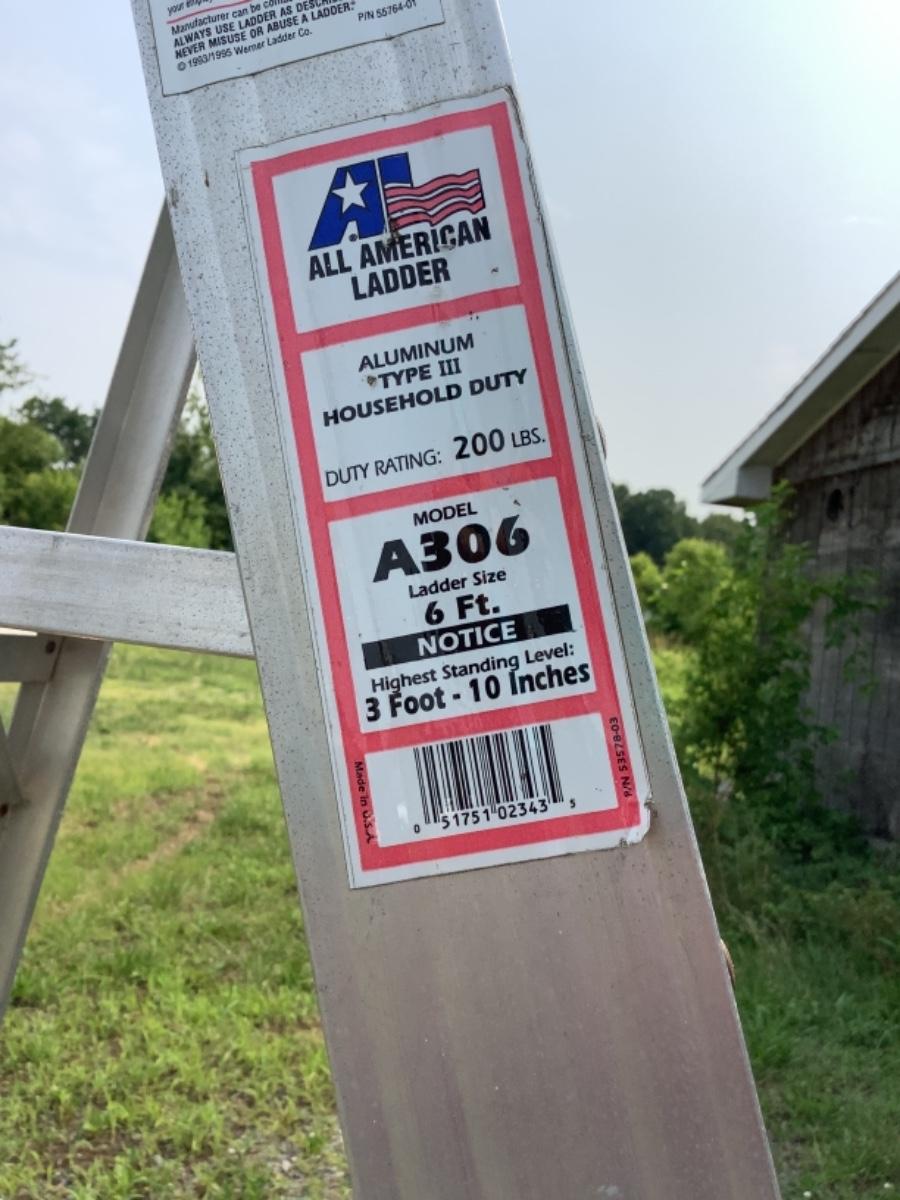 Manufacturer can be
ALWAYS USE LADDER AS
NEVER MISUSE OR ABUSE A LADDER.
© 1993/1995 Werner Ladder Co.
P/N 55764-01
AL
ALL AMERICAN
LADDER
ALUMINUM
TYPE III
HOUSEHOLD DUTY
DUTY RATING: 200 LBS.
MODEL
A306
Ladder Size
6 Ft.
NOTICE
Highest Standing Level:
3 Foot - 10 Inches
0 51751 02343 5
Made in U.S.A.
P/N 53578-03